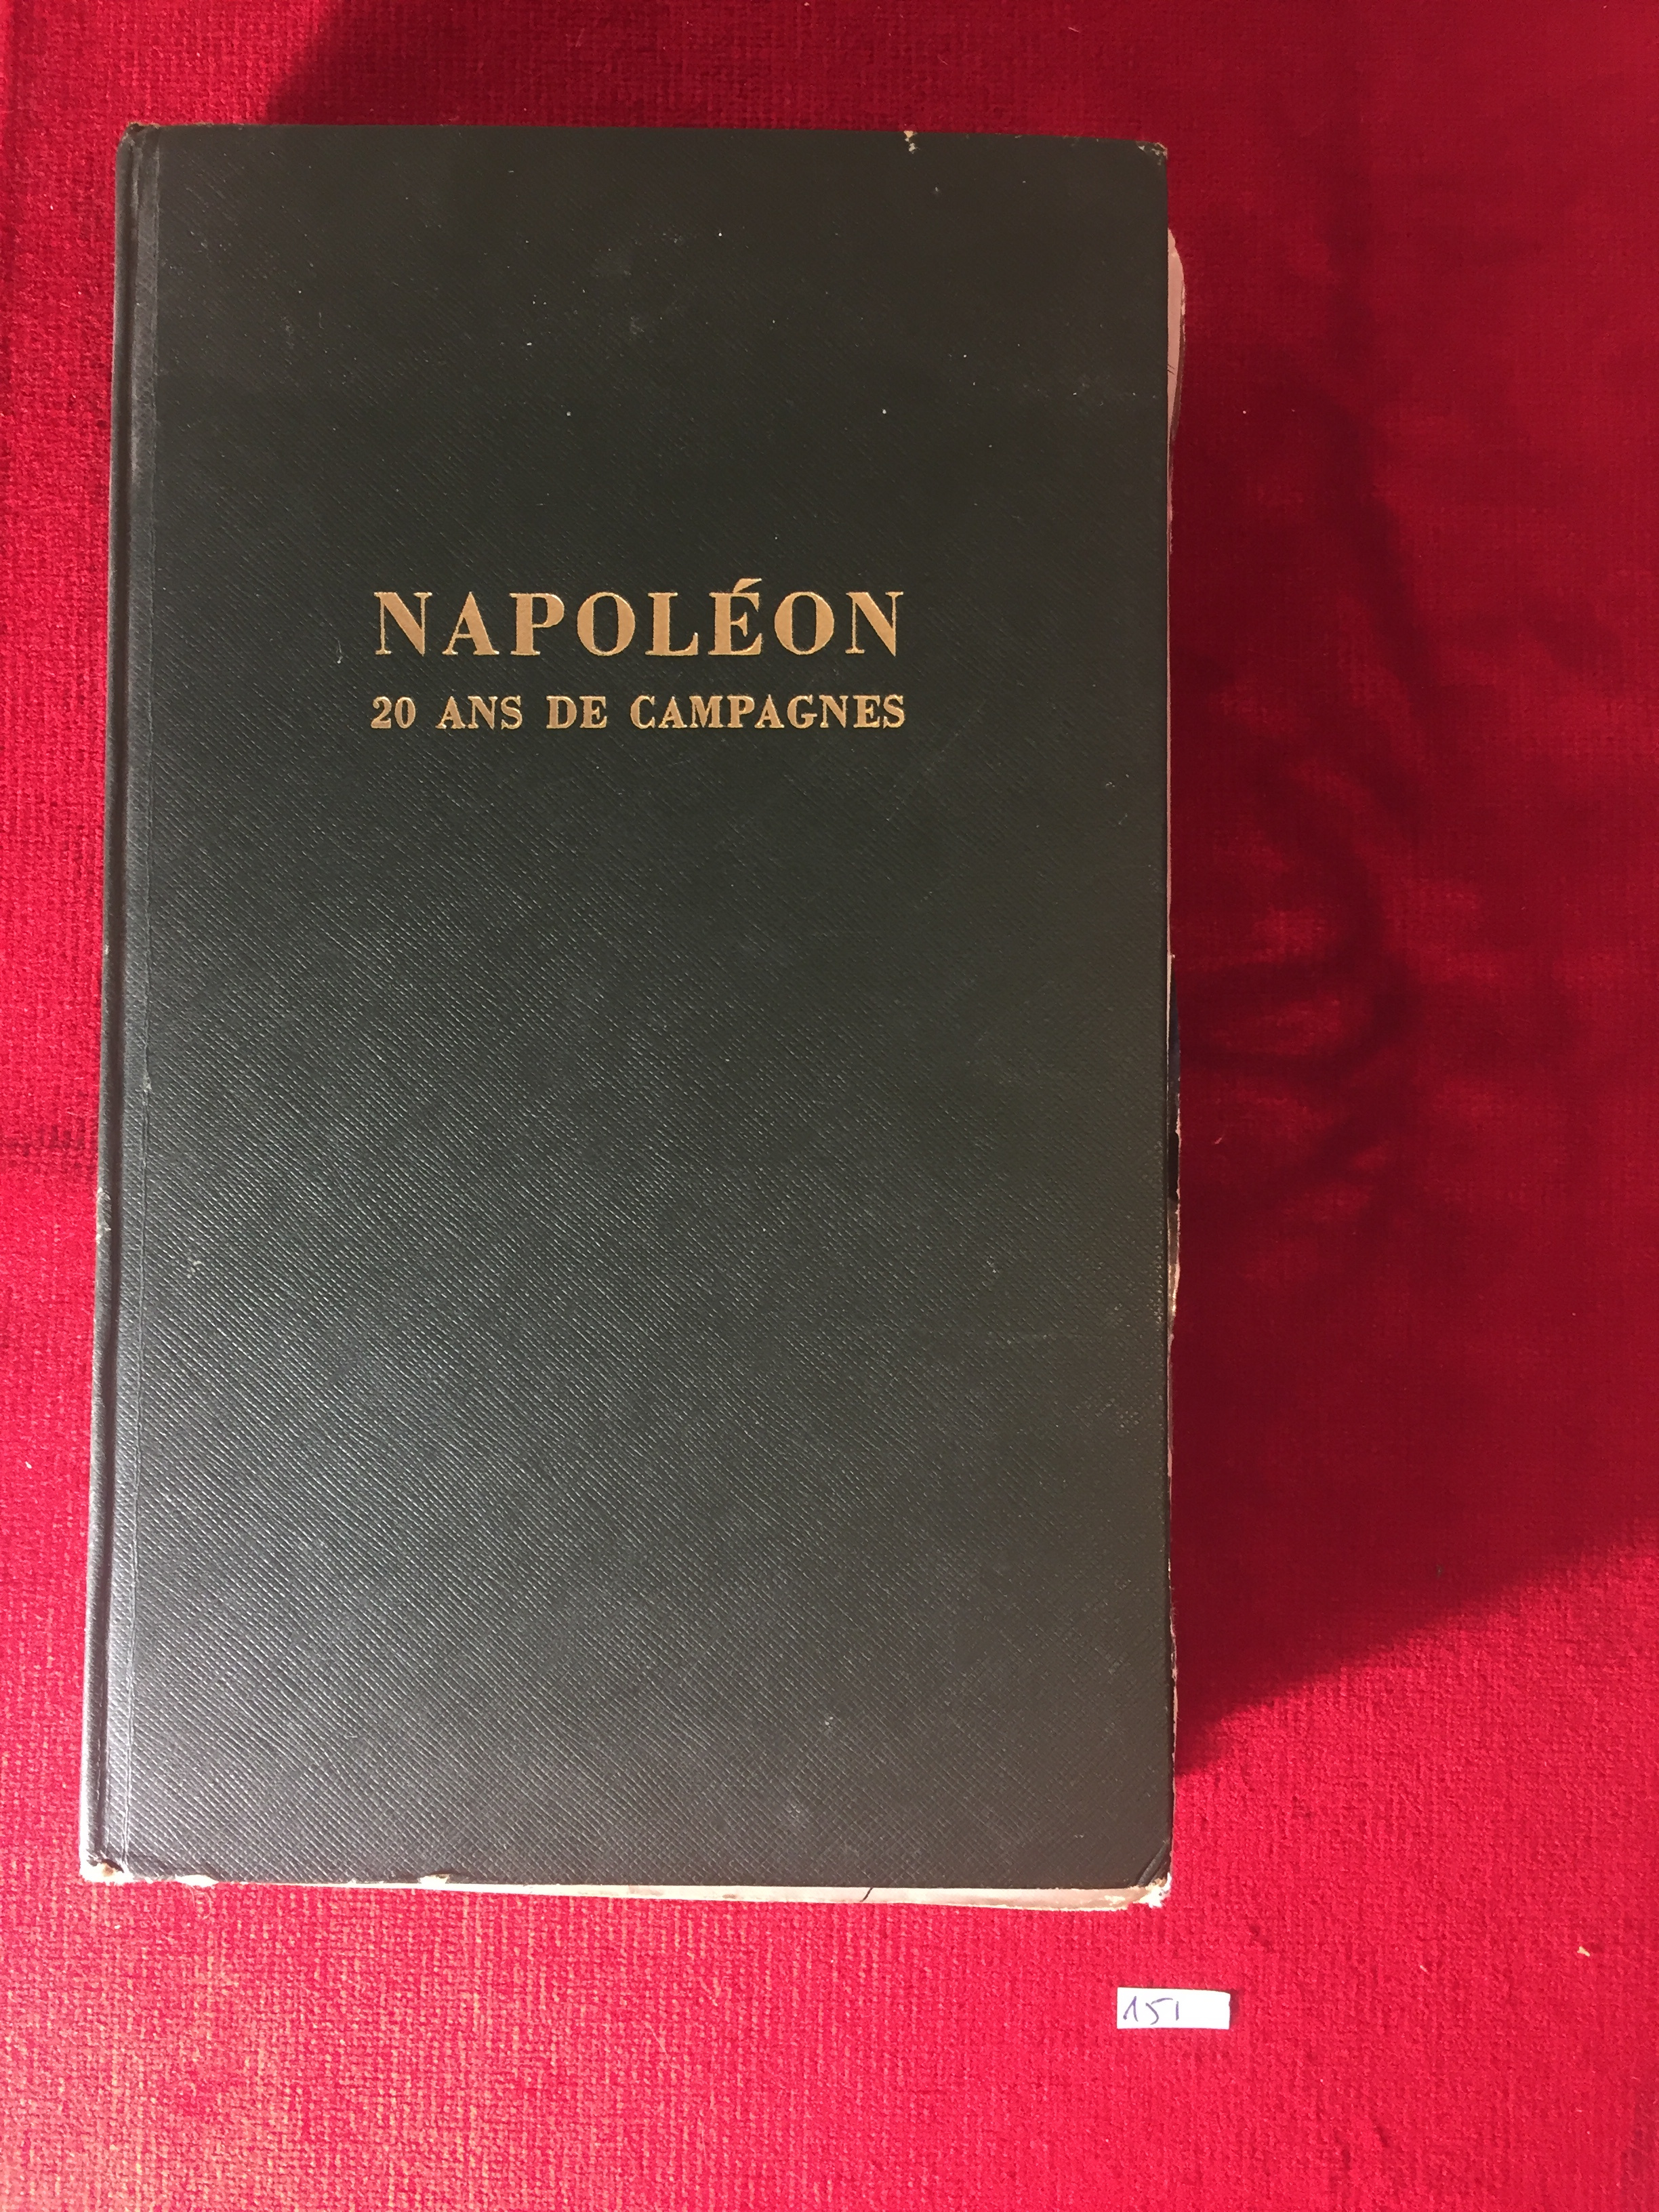 NAPOLÉON
20 ANS DE CAMPAGNES
151